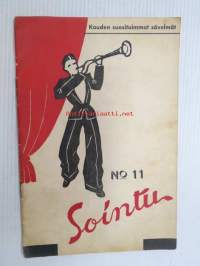 Kauden suosituimmat sävelmät
No 11
Sointu